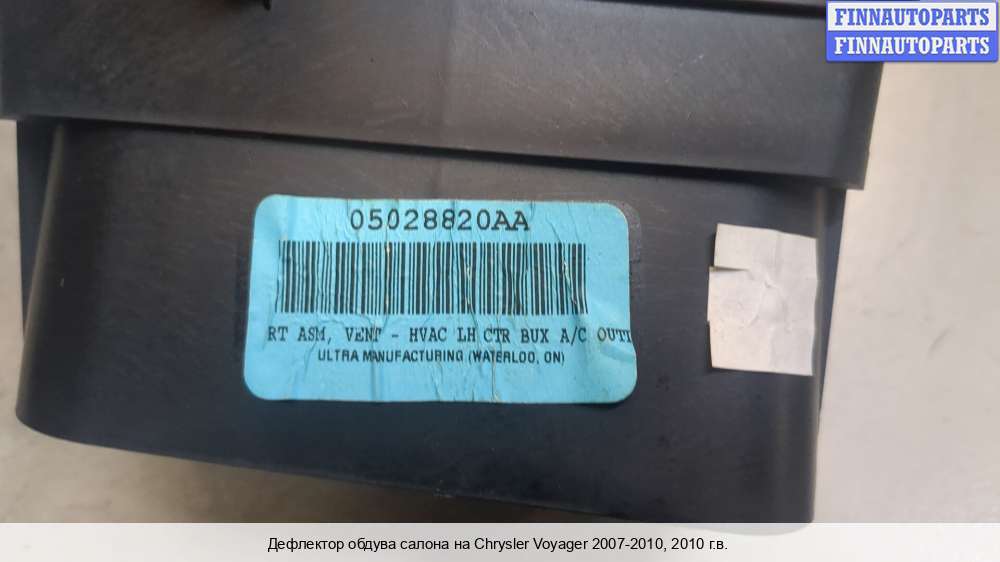 FINNAUTOPARTS
FINNAUTOPARTS
05028820AA
RT ASM, VENT - HVAC LH CTR BUX A/C OUTL
ULTRA MANUFACTURING (WATERLOO, ON)
Дефлектор обдува салона на Chrysler Voyager 2007-2010, 2010 г.в.